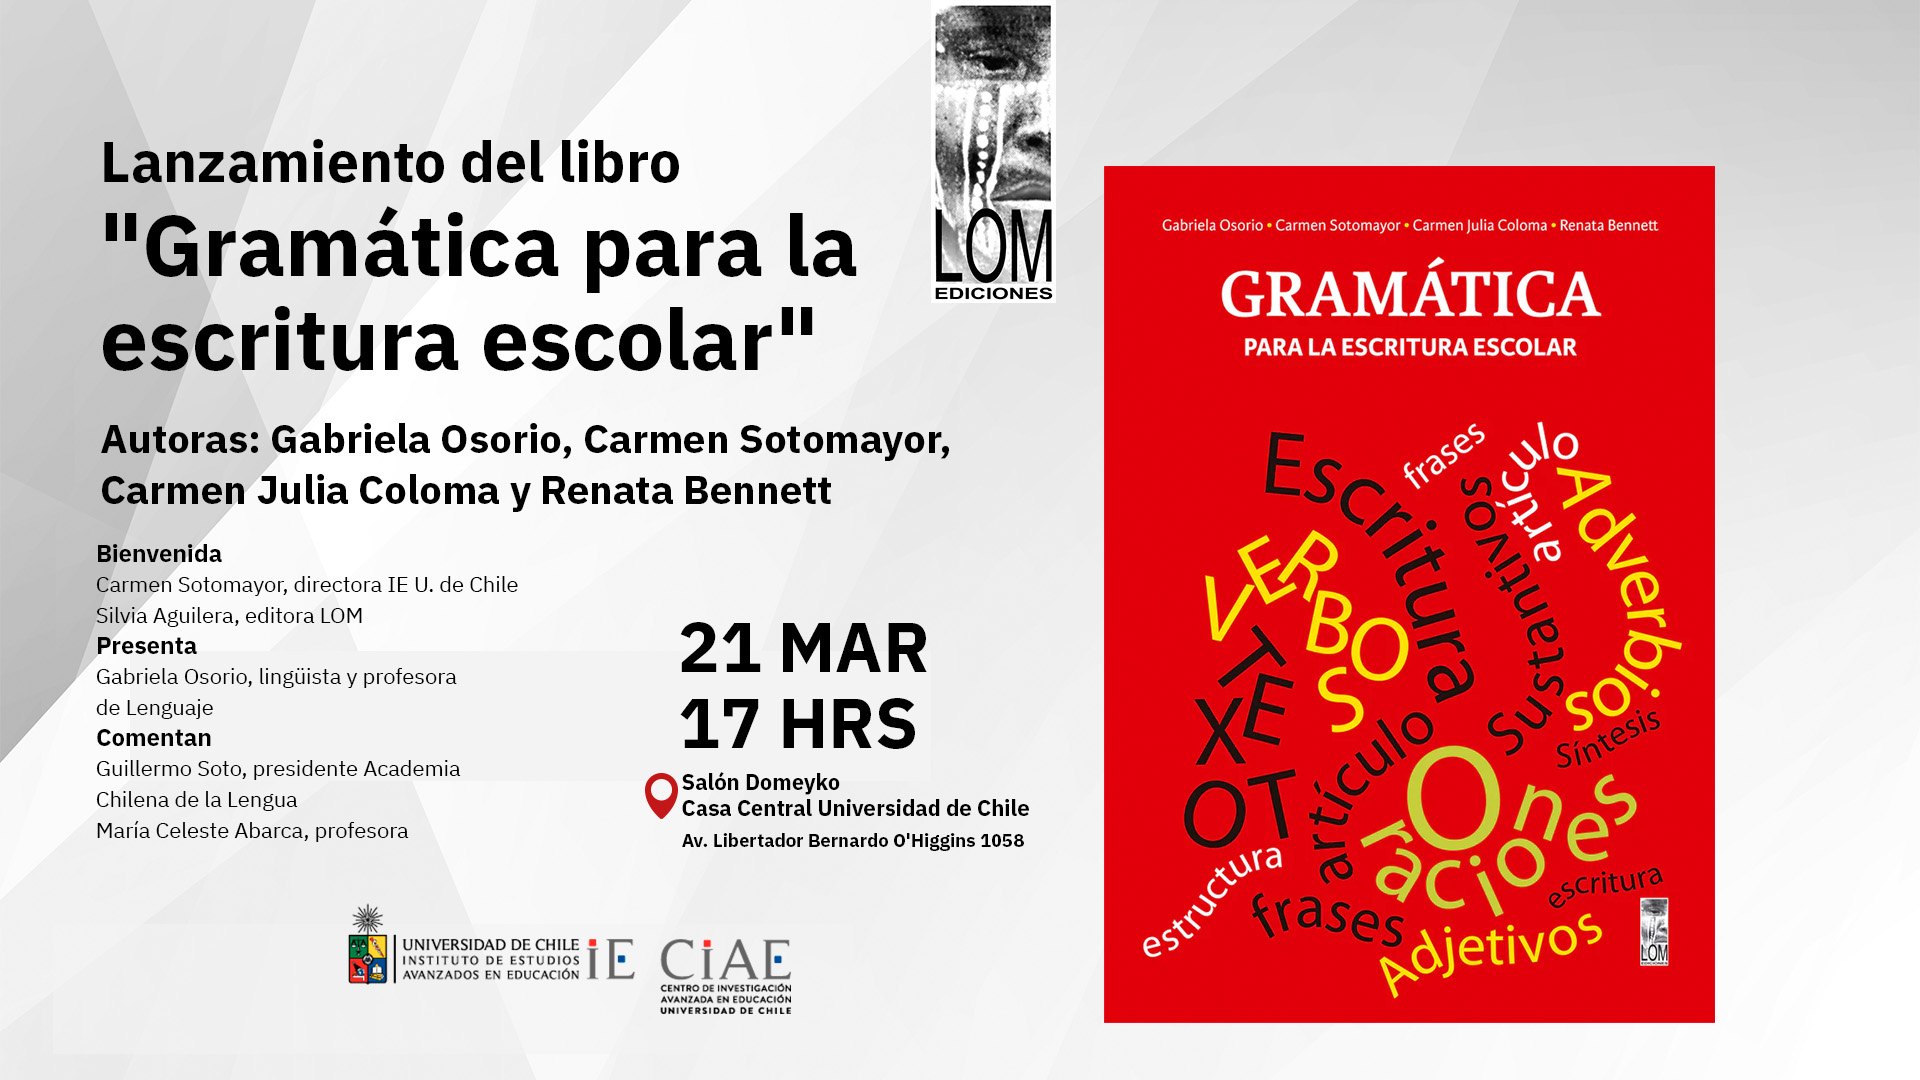 LOM
EDICIONES
Lanzamiento del libro
"Gramática para la
escritura escolar"
Autoras: Gabriela Osorio, Carmen Sotomayor,
Carmen Julia Coloma y Renata Bennett
Bienvenida
Carmen Sotomayor, directora IE U. de Chile
Silvia Aguilera, editora LOM
Presenta
Gabriela Osorio, lingüista y profesora
de Lenguaje
Comentan
Guillermo Soto, presidente Academia
Chilena de la Lengua
María Celeste Abarca, profesora
21 MAR
17 HRS
Salón Domeyko
Casa Central Universidad de Chile
Av. Libertador Bernardo O'Higgins 1058
UNIVERSIDAD DE CHILE
INSTITUTO DE ESTUDIOS
AVANZADOS EN EDUCACIÓN
iE
CiAE
CENTRO DE INVESTIGACIÓN
AVANZADA EN EDUCACIÓN
UNIVERSIDAD DE CHILE
Gabriela Osorio • Carmen Sotomayor • Carmen Julia Coloma • Renata Bennett
GRAMÁTICA
PARA LA ESCRITURA ESCOLAR
Escritura
frases
artículo
sustantivos
Adverbios
VERBOS
TEXTO
artículo
Síntesis
Oraciones
estructura
frases
escritura
Adjetivos
LOM
EDICIONES